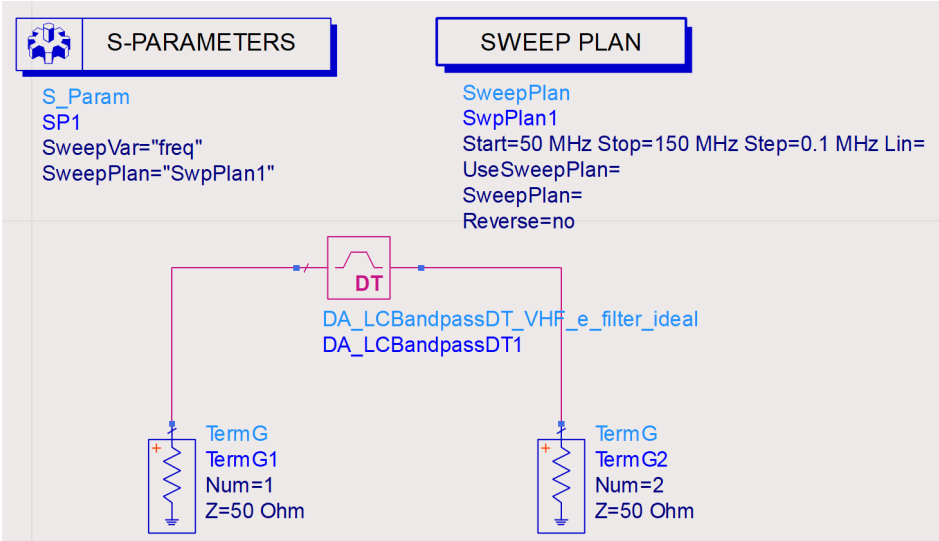 S-PARAMETERS
S_Param
SP1
SweepVar="freq"
SweepPlan="SwpPlan1"
SWEEP PLAN
SweepPlan
SwpPlan1
Start=50 MHz Stop=150 MHz Step=0.1 MHz Lin=
UseSweepPlan=
SweepPlan=
Reverse=no
DT
DA_LCBandpassDT_VHF_e_filter_ideal
DA_LCBandpassDT1
+
TermG
TermG1
Num=1
Z=50 Ohm
+
TermG
TermG2
Num=2
Z=50 Ohm